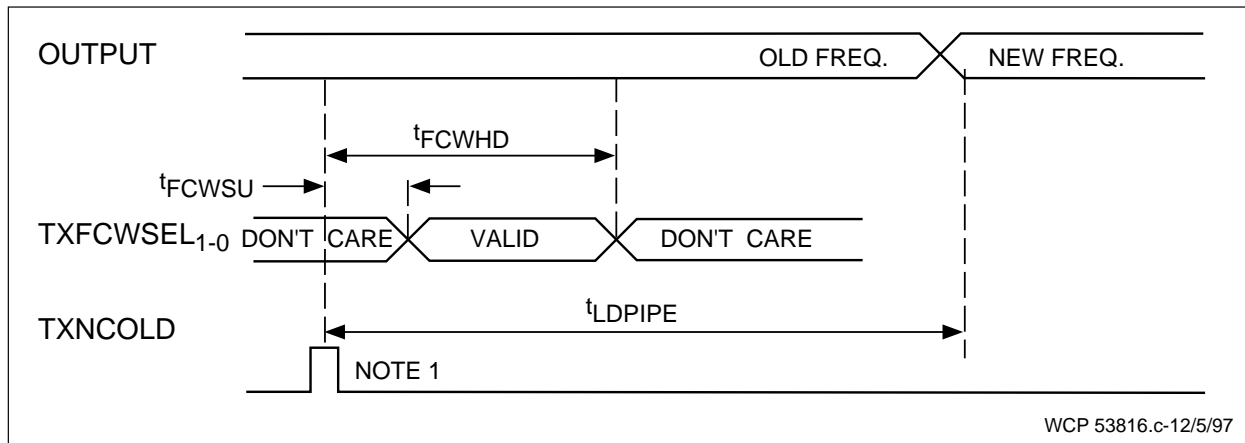 OUTPUT
OLD FREQ. NEW FREQ.
tFCWHD
tFCWSU
TXFCWSEL1-0 DON'T CARE VALID DON'T CARE
tLDPIPE
TXNCOLD
NOTE 1
WCP 53816.c-12/5/97